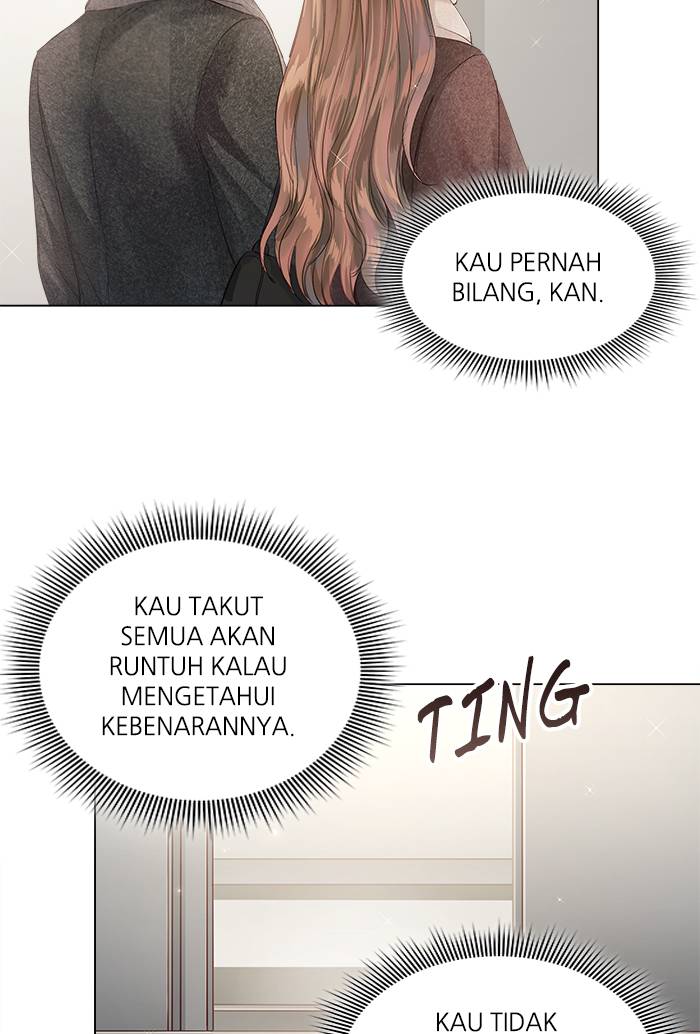 KAU PERNAH
BILANG, KAN.
KAU TAKUT
SEMUA AKAN
RUNTUH KALAU
MENGETAHUI
KEBENARANNYA.
TING
KAU TIDAK